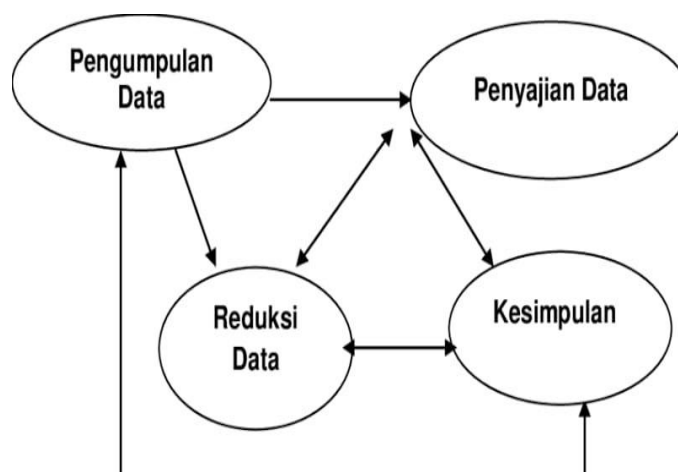 Pengumpulan
Data
Penyajian Data
Reduksi
Data
Kesimpulan